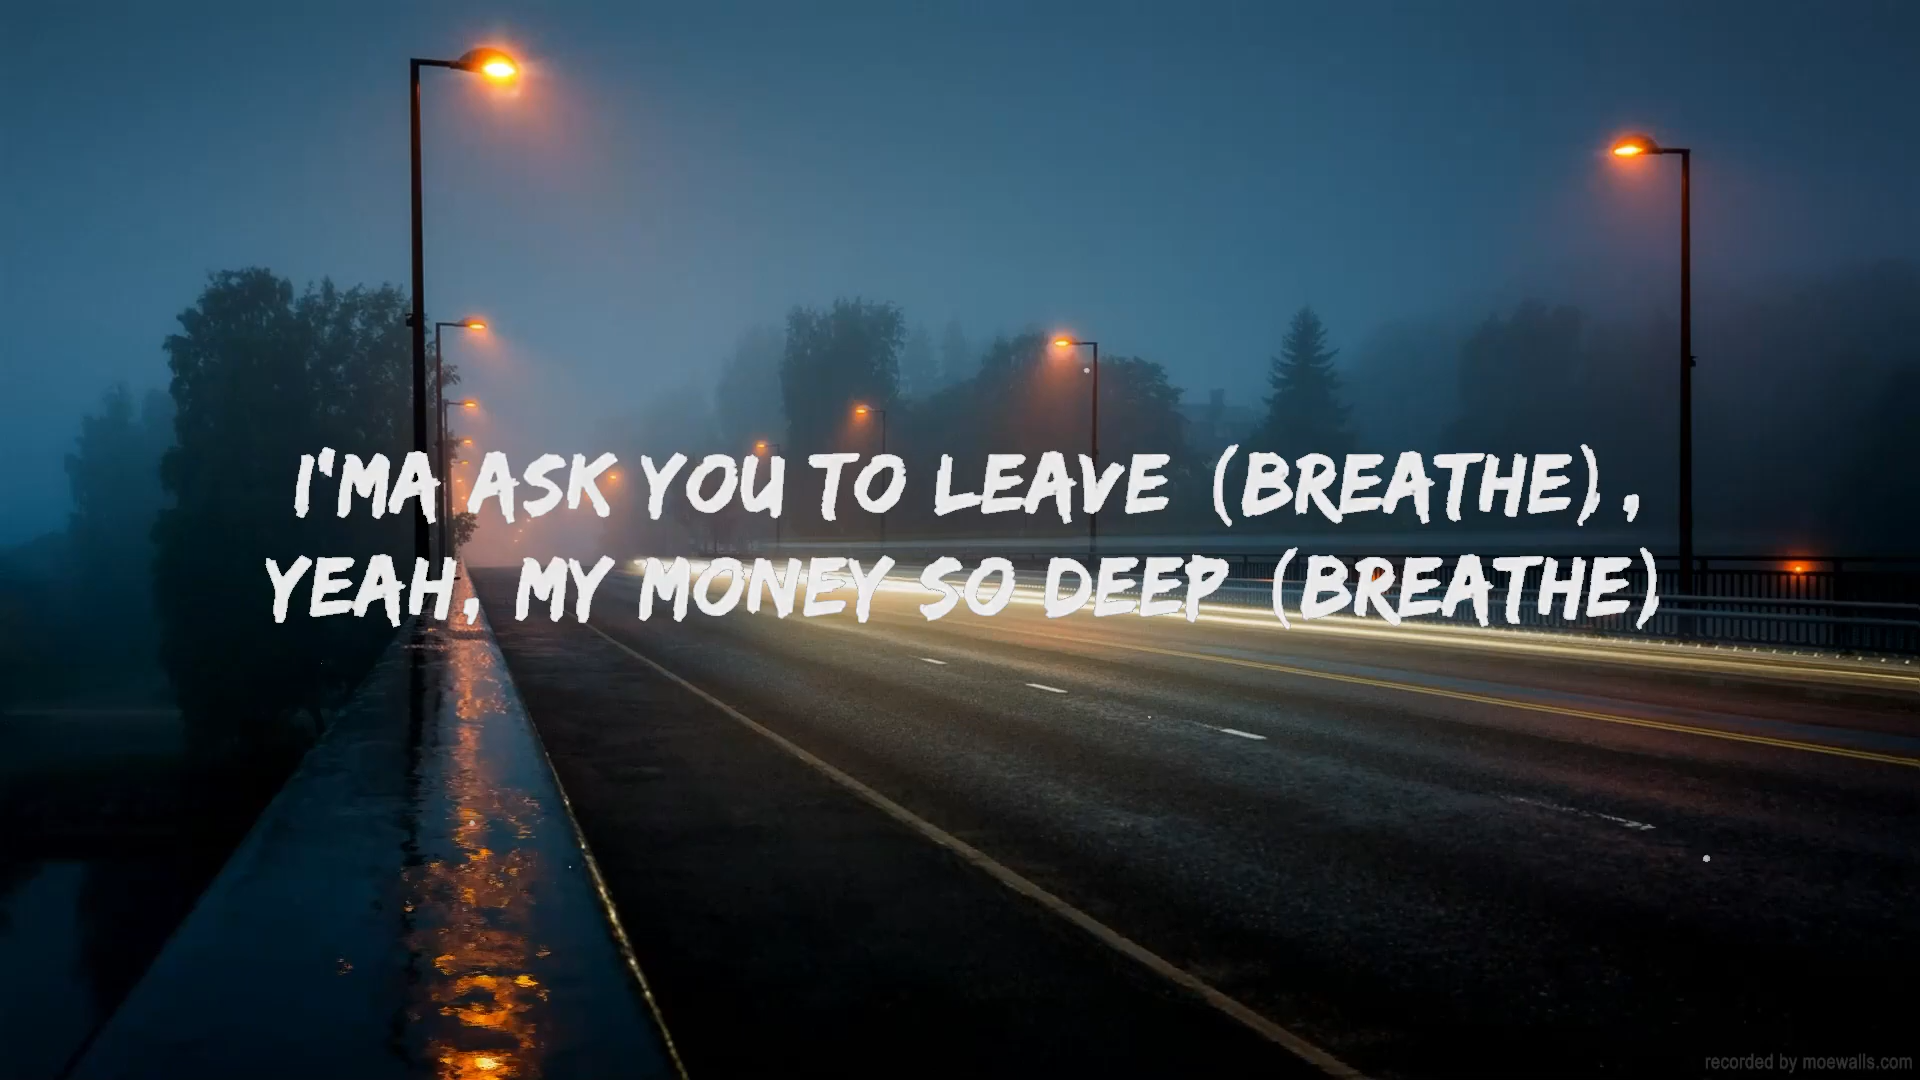 I'MA ASK YOU TO LEAVE (BREATHE),
YEAH, MY MONEY SO DEEP (BREATHE)
recorded by moewalls.com